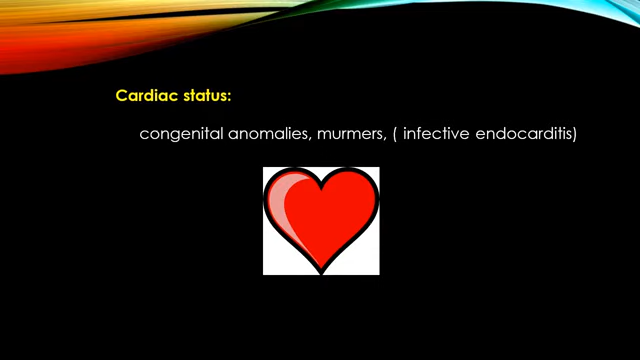 Cardiac status:
congenital anomalies, murmers, ( infective endocarditis)